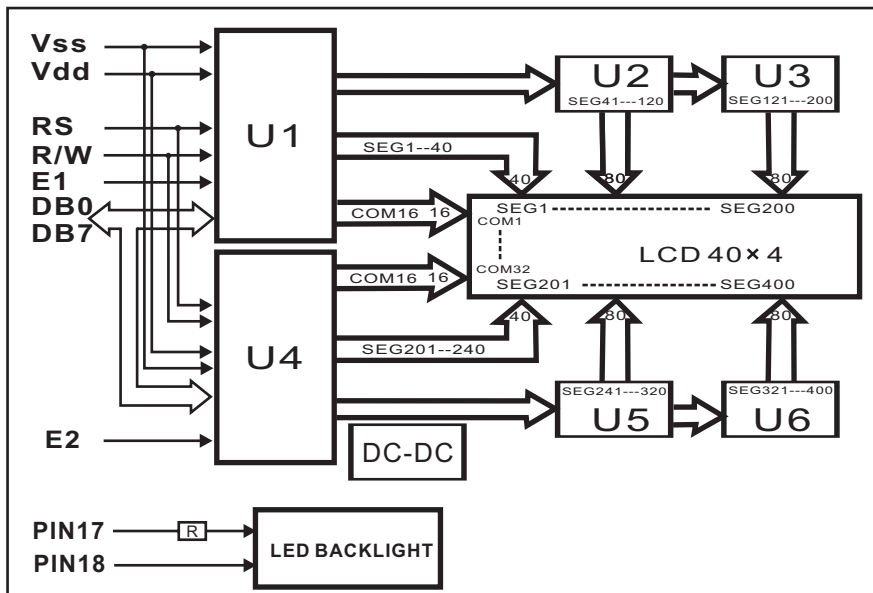 Vss
Vdd
RS
R/W
E1
DB0
DB7
E2
U1
U4
U2
SEG41---120
U3
SEG121---200
SEG1--40
40
80
80
COM16 16
COM16 16
SEG1 SEG200
COM1
COM32
LCD 40×4
SEG201 SEG400
40
80
80
SEG201--240
SEG241---320
U5
SEG321---400
U6
DC-DC
PIN17
R
PIN18
LED BACKLIGHT